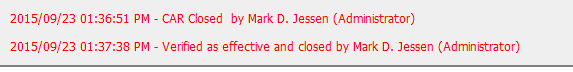 2015/09/23 01:36:51 PM - CAR Closed  by Mark D. Jessen (Administrator)
2015/09/23 01:37:38 PM - Verified as effective and closed by Mark D. Jessen (Administrator)